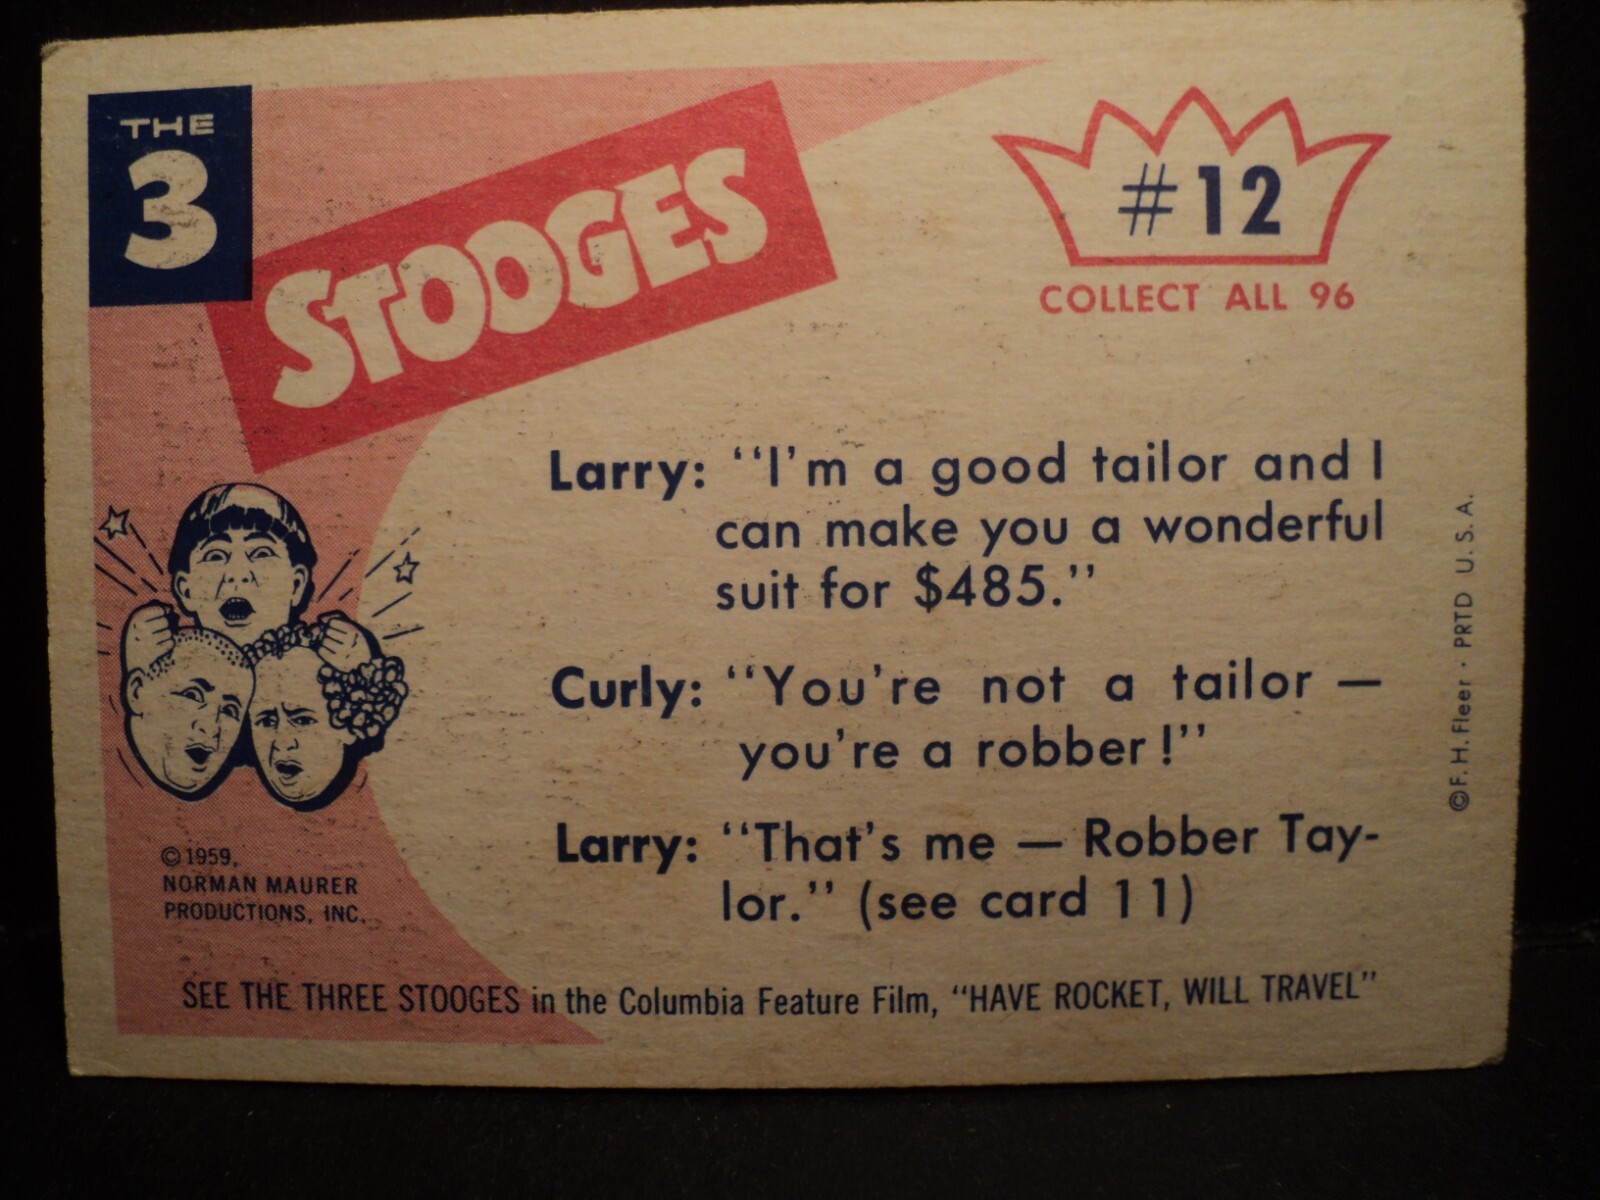 THE
3
STOOGES
#12
COLLECT ALL 96
Larry: “I’m a good tailor and I
can make you a wonderful
suit for $485.”
Curly: “You’re not a tailor —
you’re a robber!”
Larry: “That’s me — Robber Tay-
lor.” (see card 11)
© 1959,
NORMAN MAURER
PRODUCTIONS, INC.
SEE THE THREE STOOGES in the Columbia Feature Film, “HAVE ROCKET, WILL TRAVEL”
© F. H. Fleer · PRTD U. S. A.